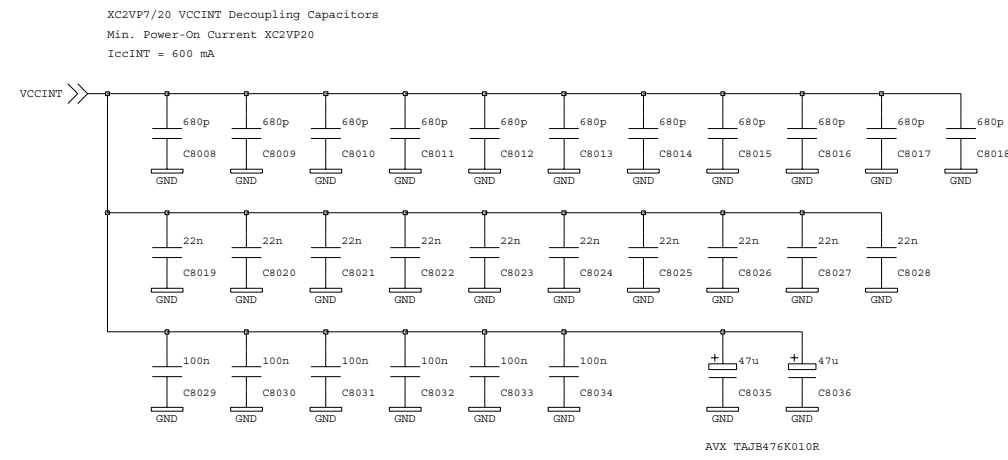 XC2VP7/20 VCCINT Decoupling Capacitors
Min. Power-On Current XC2VP20
IccINT = 600 mA
VCCINT
680p 680p 680p 680p 680p 680p 680p 680p 680p 680p 680p
C8008 C8009 C8010 C8011 C8012 C8013 C8014 C8015 C8016 C8017 C8018
GND GND GND GND GND GND GND GND GND GND GND
22n 22n 22n 22n 22n 22n 22n 22n 22n 22n
C8019 C8020 C8021 C8022 C8023 C8024 C8025 C8026 C8027 C8028
GND GND GND GND GND GND GND GND GND GND
100n 100n 100n 100n 100n 100n + 47u + 47u
C8029 C8030 C8031 C8032 C8033 C8034 C8035 C8036
GND GND GND GND GND GND GND GND
AVX TAJB476K010R